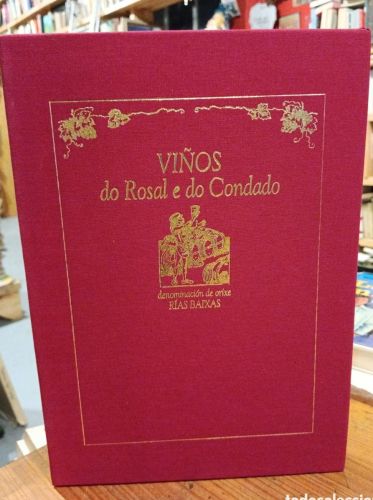 VIÑOS
do Rosal e do Condado
denominación de orixe
RÍAS BAIXAS